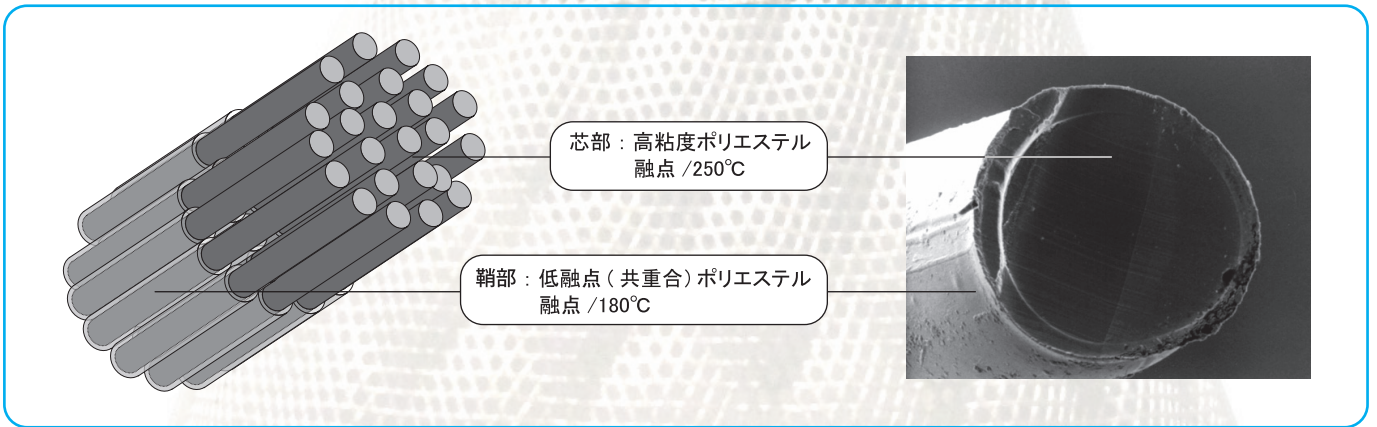 芯部：高粘度ポリエステル
融点 /250℃
鞘部：低融点 ( 共重合) ポリエステル
融点 /180℃